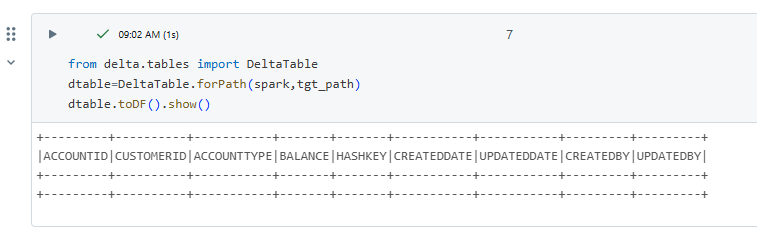 09:02 AM (1s)
7
from delta.tables import DeltaTable
dtable=DeltaTable.forPath(spark,tgt_path)
dtable.toDF().show()
+---------+----------+-----------+-------+-------+-----------+-----------+---------+---------+
|ACCOUNTID|CUSTOMERID|ACCOUNTTYPE|BALANCE|HASHKEY|CREATEDDATE|UPDATEDDATE|CREATEDBY|UPDATEDBY|
+---------+----------+-----------+-------+-------+-----------+-----------+---------+---------+
+---------+----------+-----------+-------+-------+-----------+-----------+---------+---------+